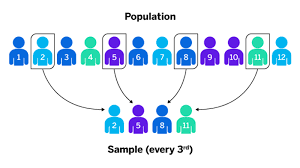 Population
1 2 3 4 5 6 7 8 9 10 11 12
2 5 8 11
Sample (every 3rd)